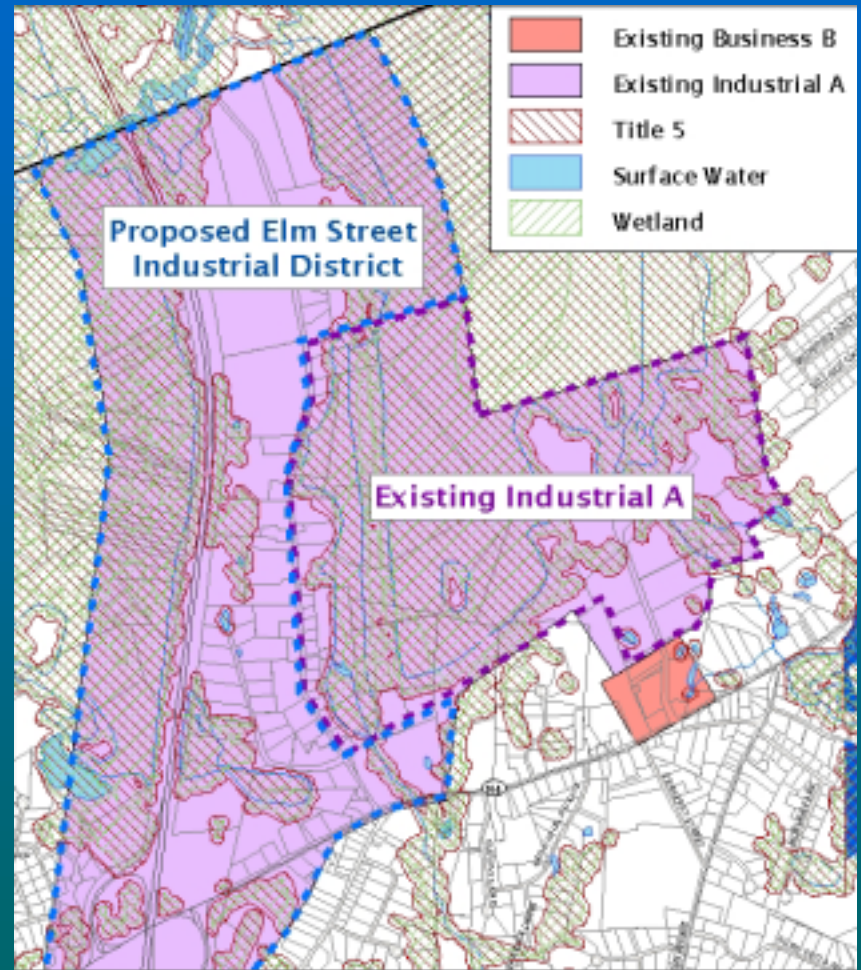 Existing Business B
Existing Industrial A
Title 5
Surface Water
Wetland
Proposed Elm Street
Industrial District
Existing Industrial A